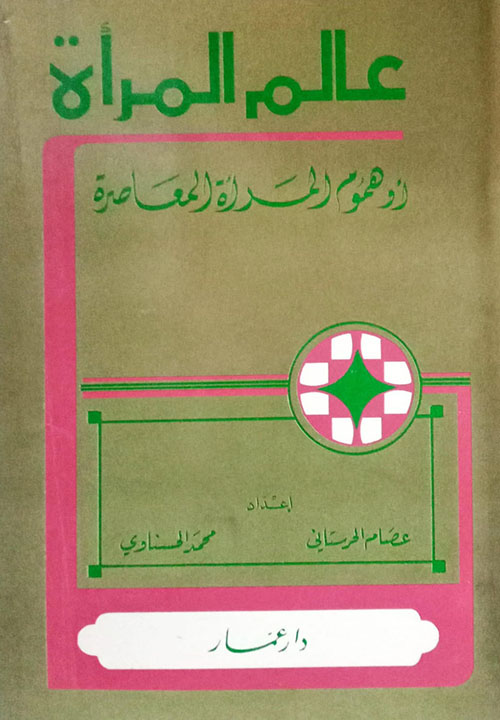 عالم المرأة
أو هموم المرأة المعاصرة
إعداد
عصام الحرستاني محمد الحسناوي
دار عمار